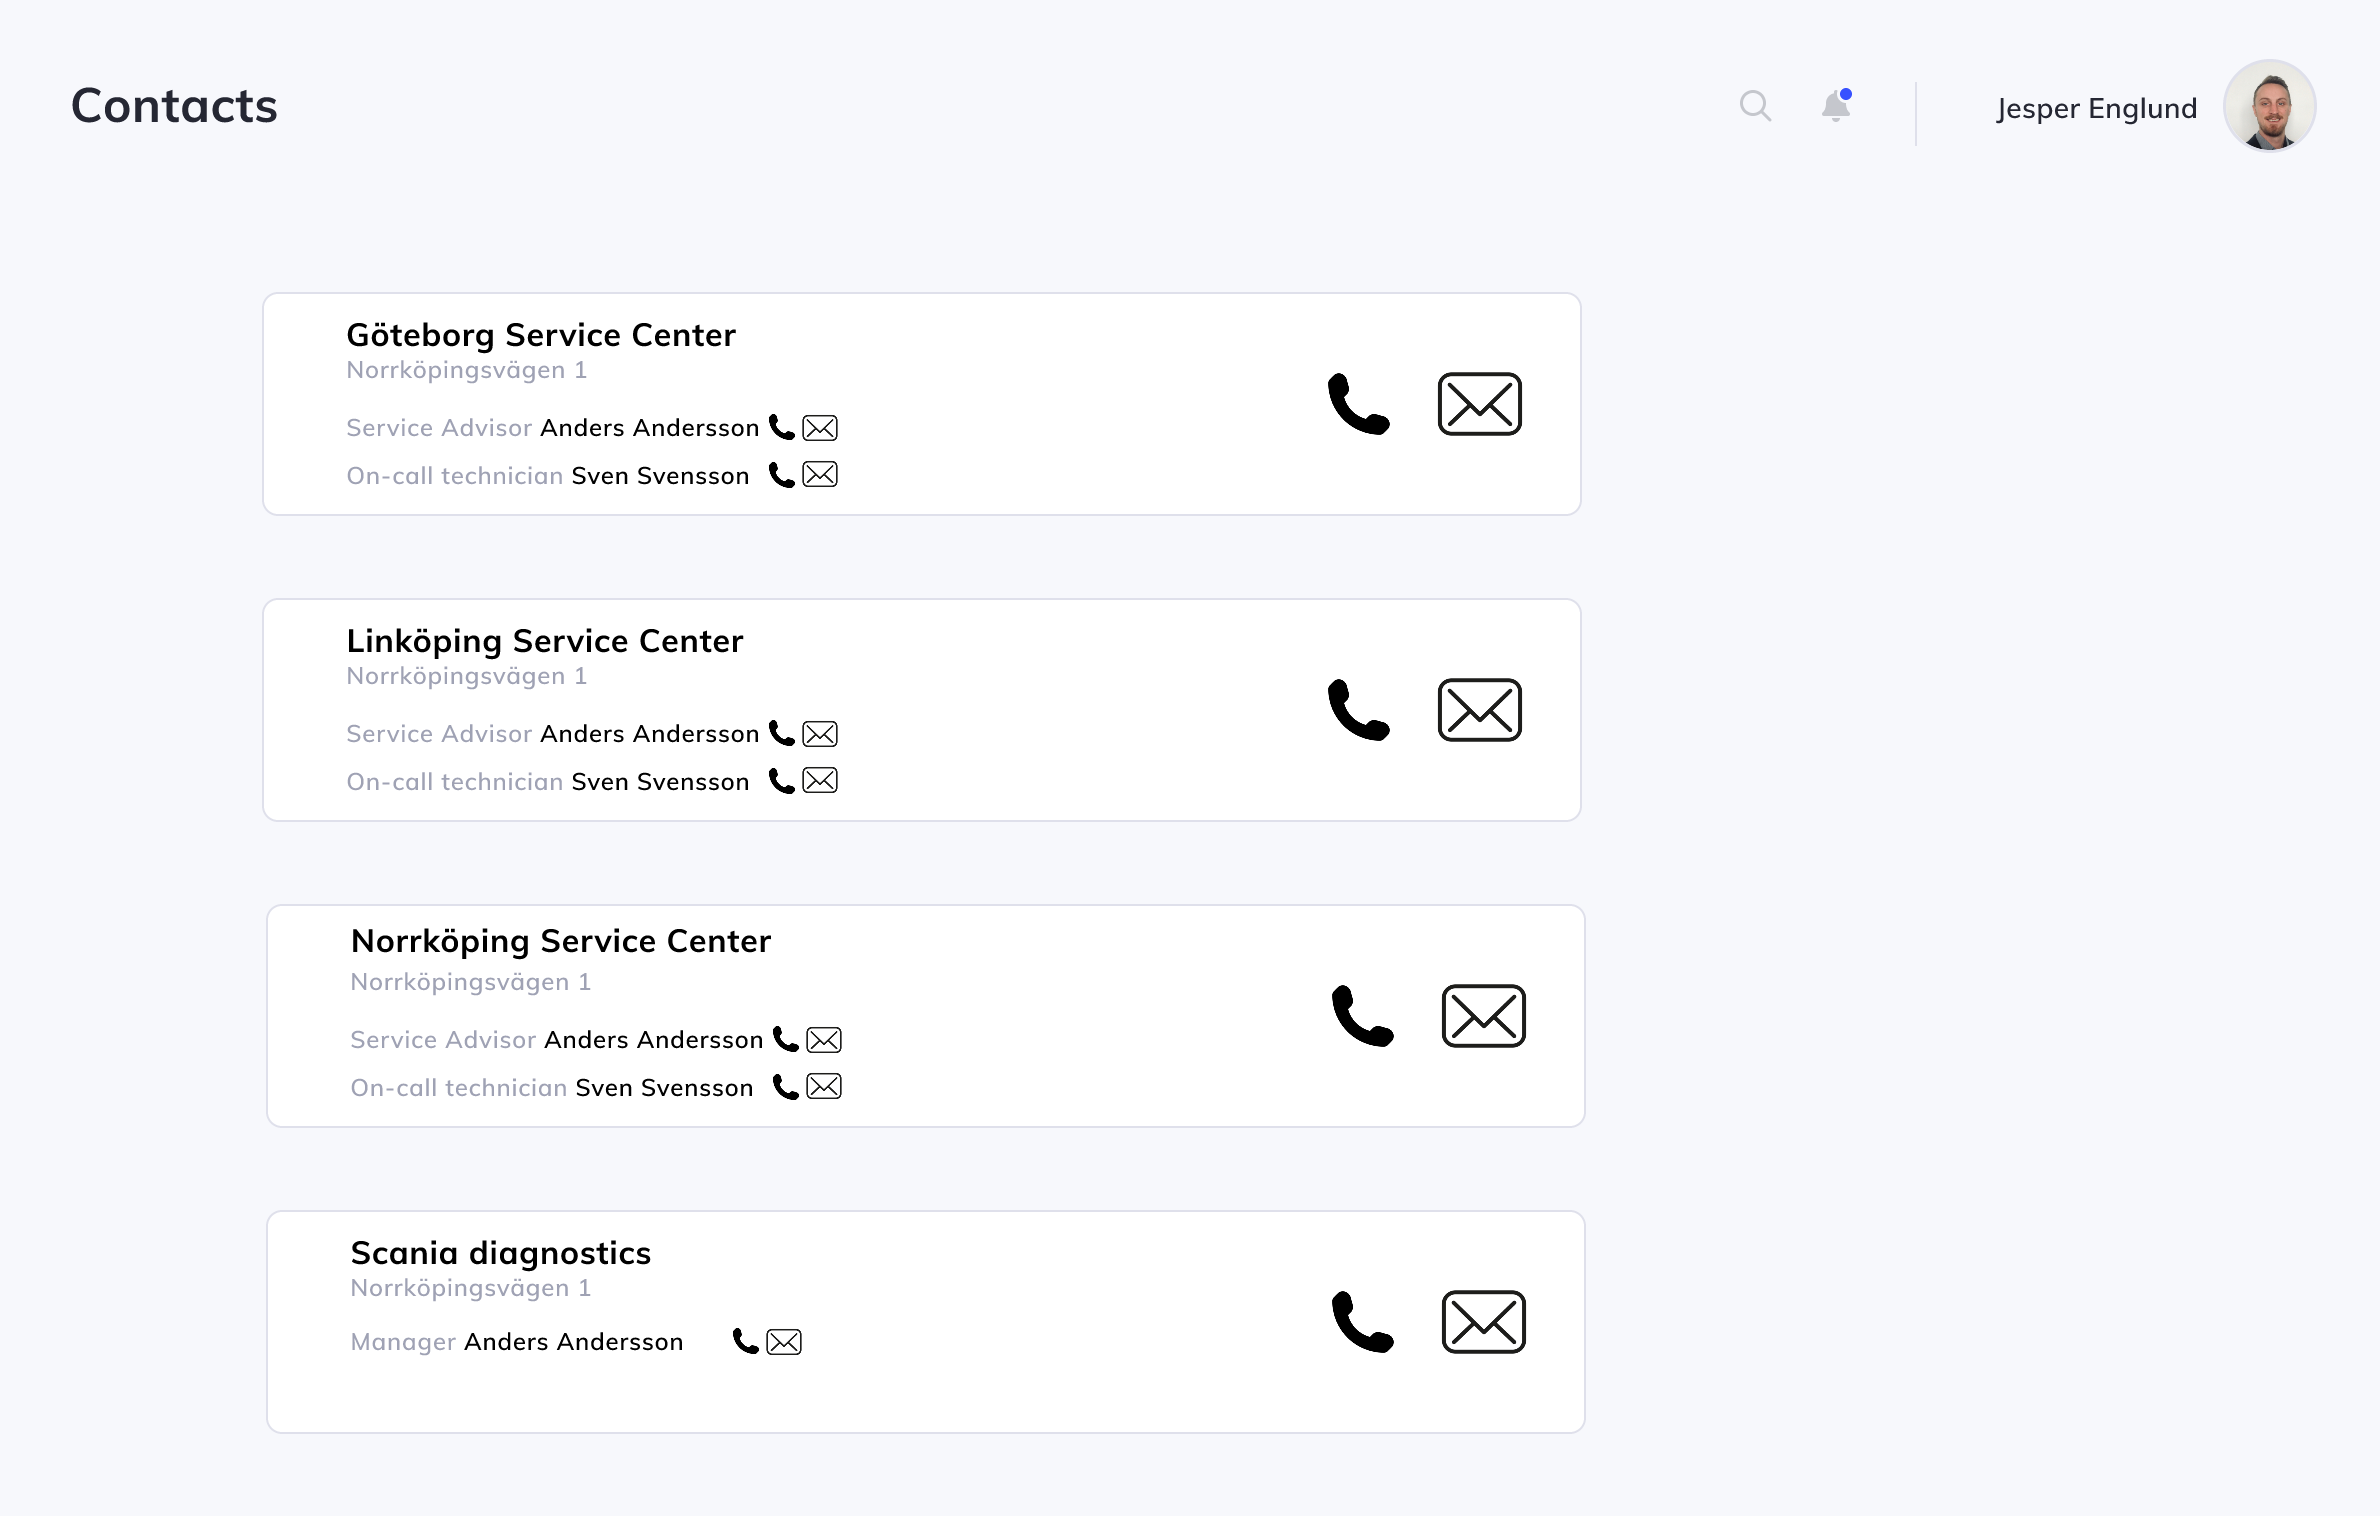 Contacts
Jesper Englund
Göteborg Service Center
Norrköpingsvägen 1
Service Advisor Anders Andersson
On-call technician Sven Svensson
Linköping Service Center
Norrköpingsvägen 1
Service Advisor Anders Andersson
On-call technician Sven Svensson
Norrköping Service Center
Norrköpingsvägen 1
Service Advisor Anders Andersson
On-call technician Sven Svensson
Scania diagnostics
Norrköpingsvägen 1
Manager Anders Andersson